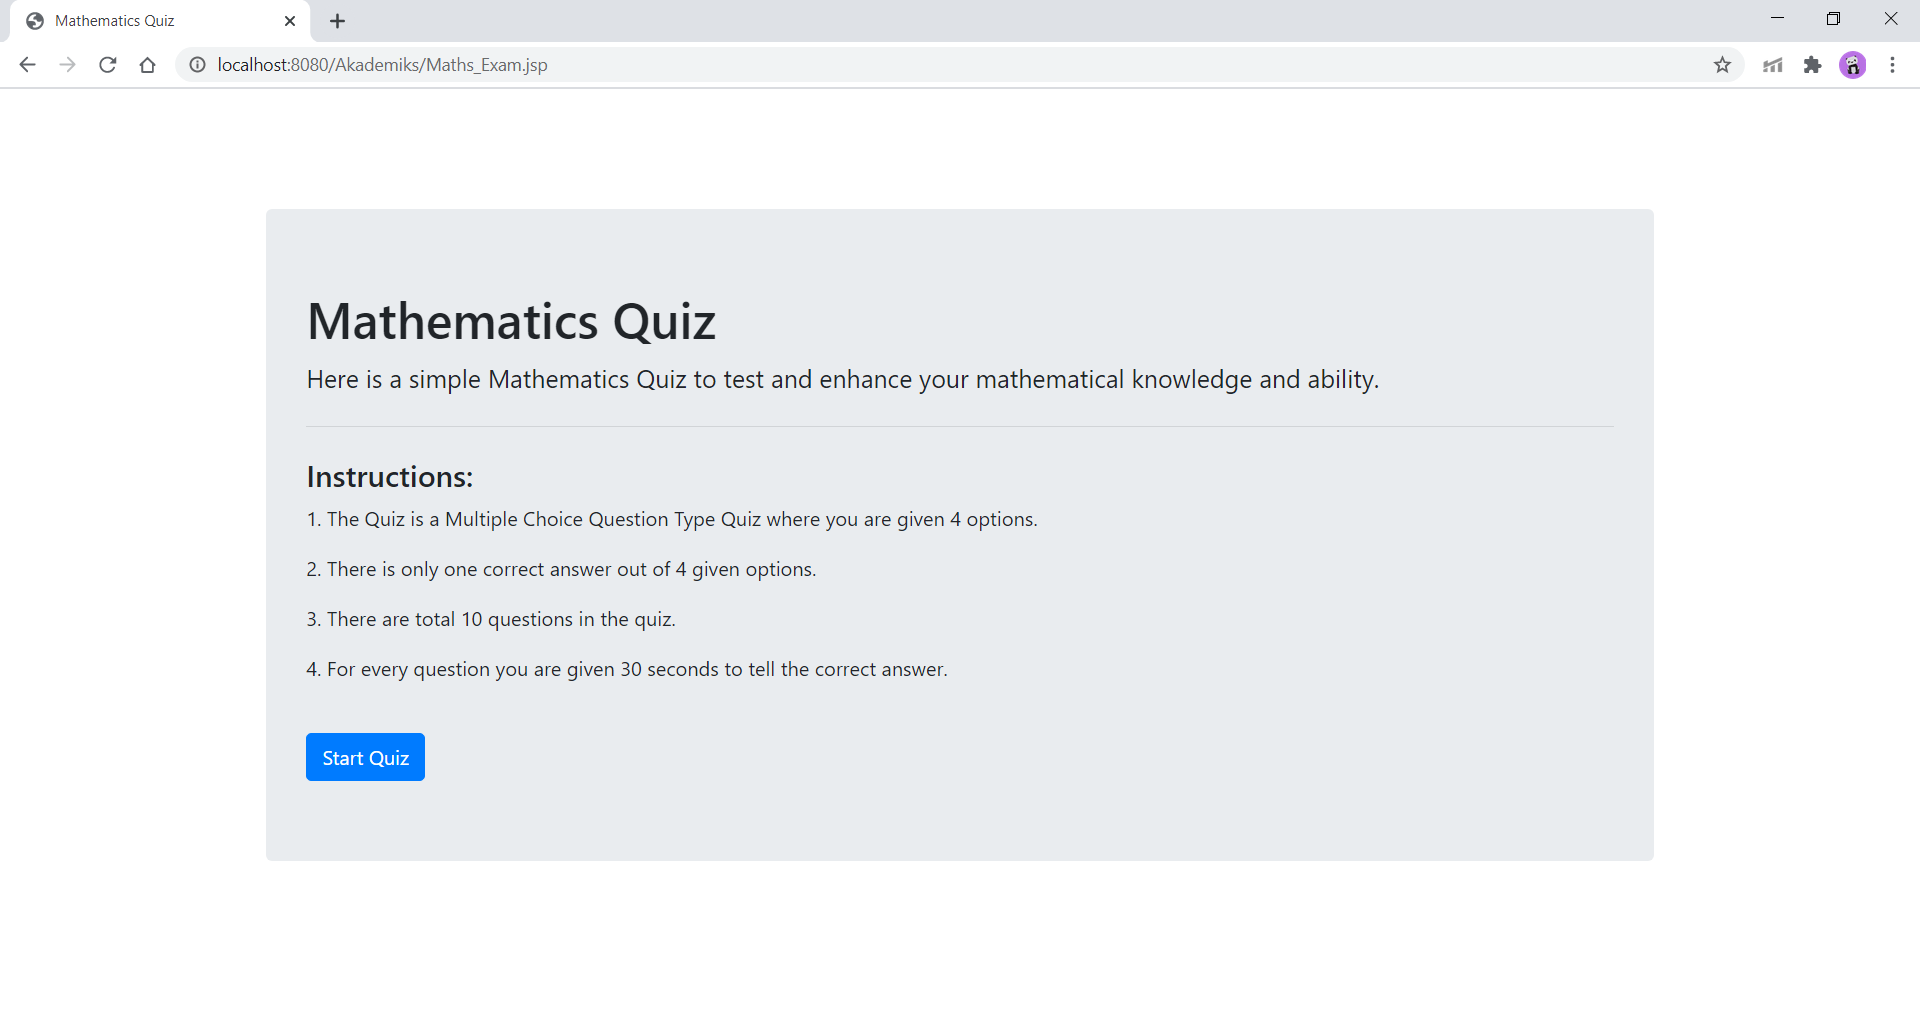 Mathematics Quiz
localhost:8080/Akademiks/Maths_Exam.jsp
Mathematics Quiz
Here is a simple Mathematics Quiz to test and enhance your mathematical knowledge and ability.
Instructions:
1. The Quiz is a Multiple Choice Question Type Quiz where you are given 4 options.
2. There is only one correct answer out of 4 given options.
3. There are total 10 questions in the quiz.
4. For every question you are given 30 seconds to tell the correct answer.
Start Quiz